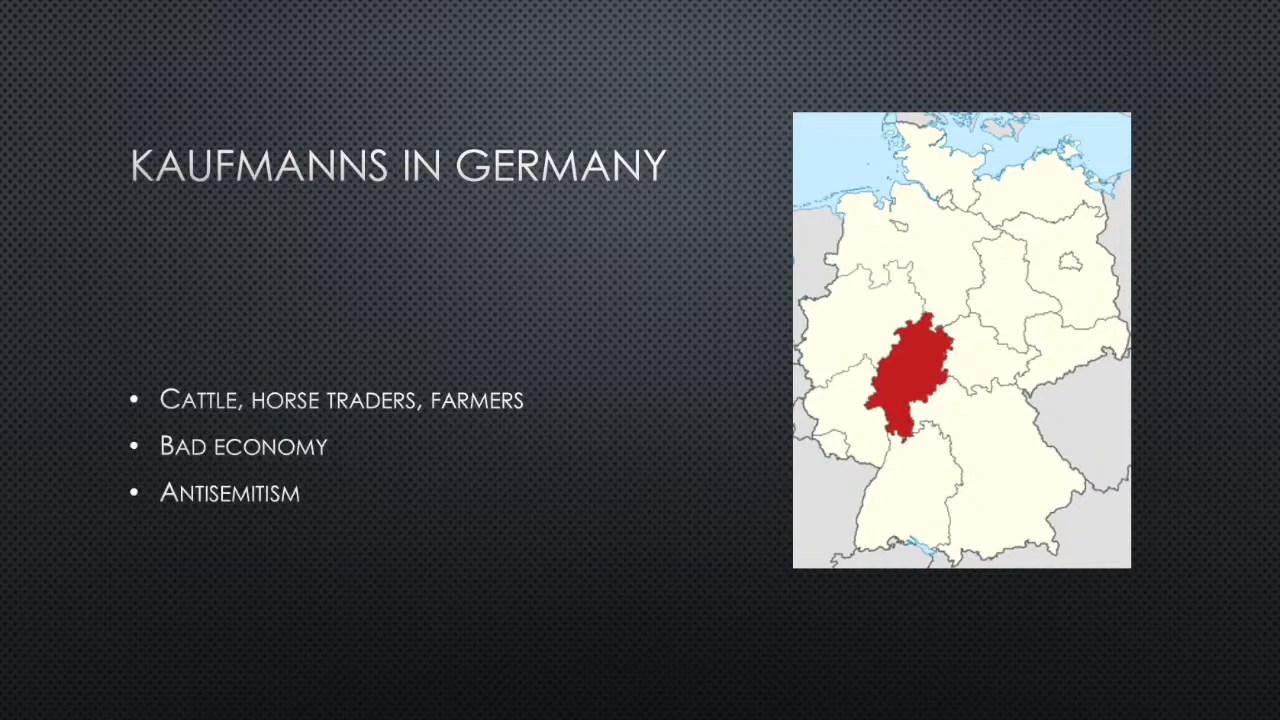 KAUFMANNS IN GERMANY
• CATTLE, HORSE TRADERS, FARMERS
• BAD ECONOMY
• ANTISEMITISM